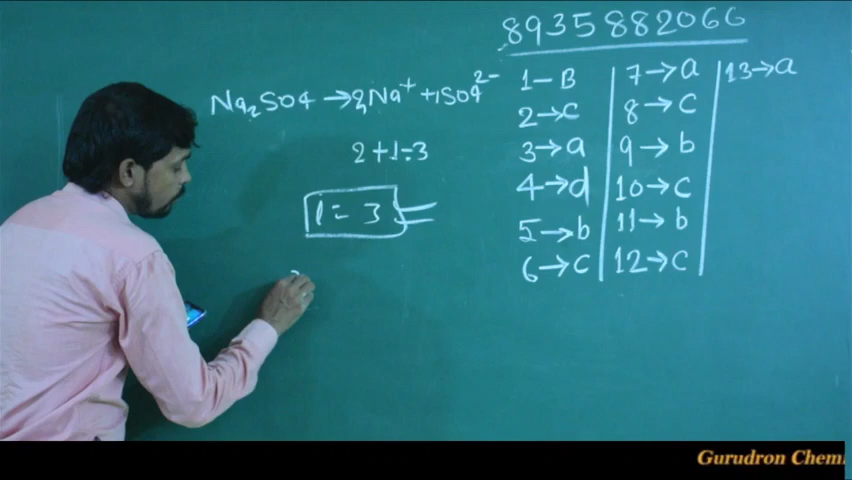 8935882066
Na2SO4 → 2Na+ + 1SO4 2-
2+1=3
i = 3
1 – B
2 → C
3 → a
4 → d
5 → b
6 → C
7 → a
8 → C
9 → b
10 → C
11 → b
12 → C
13 → a
Gurudron Chem